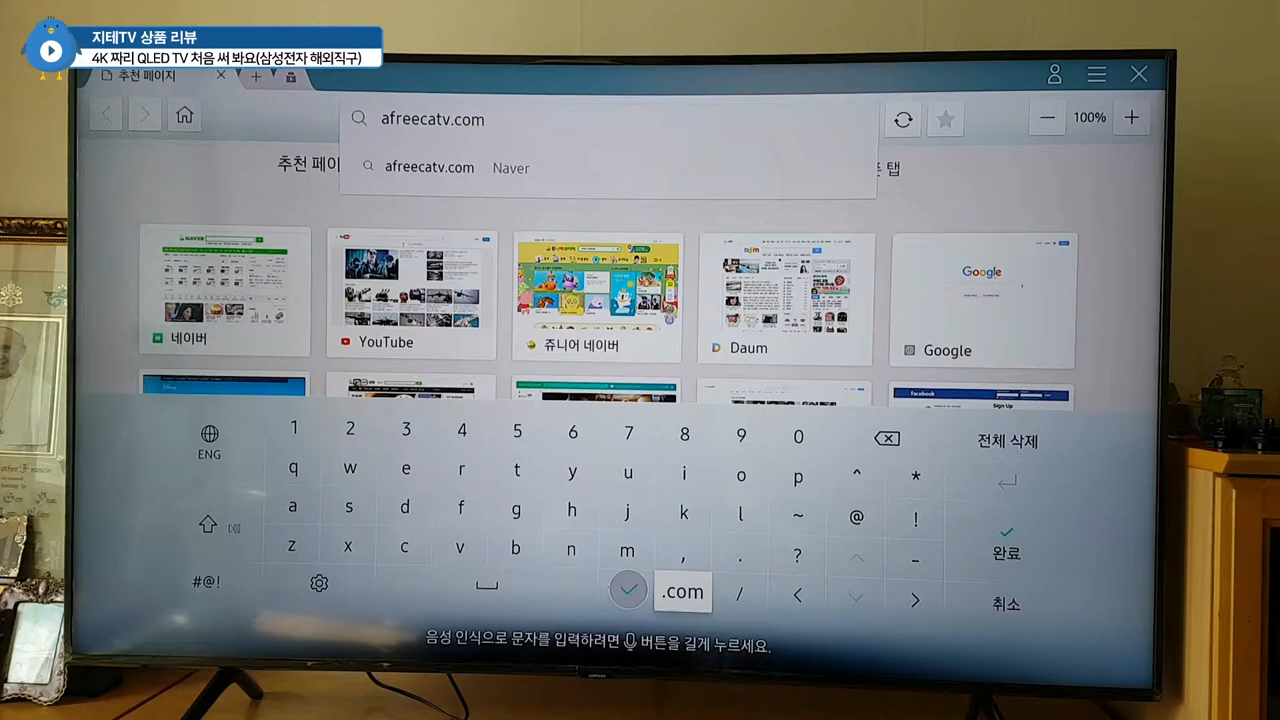 지테TV 상품 리뷰
4K 짜리 QLED TV 처음 써 봐요(삼성전자 해외직구)
추천 페이지
100%
afreecatv.com
afreecatv.com Naver
추천 페이
탭
네이버
YouTube
쥬니어 네이버
Daum
Google
facebook
Sign Up
ENG
1 2 3 4 5 6 7 8 9 0
전체 삭제
q w e r t y u i o p ^ *
a s d f g h j k l ~ @ !
z x c v b n m , . ? -
완료
#@!
.com / < >
취소
음성 인식으로 문자를 입력하려면 버튼을 길게 누르세요.
SAMSUNG